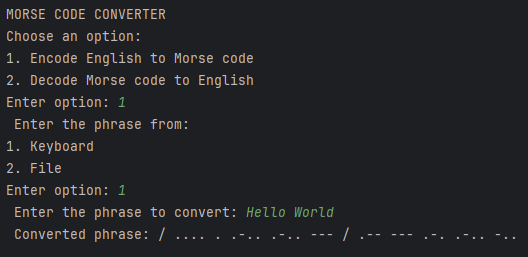 MORSE CODE CONVERTER
Choose an option:
1. Encode English to Morse code
2. Decode Morse code to English
Enter option: 1
Enter the phrase from:
1. Keyboard
2. File
Enter option: 1
Enter the phrase to convert: Hello World
Converted phrase: / .... . .-.. .-.. --- / .-- --- .-. .-.. -..